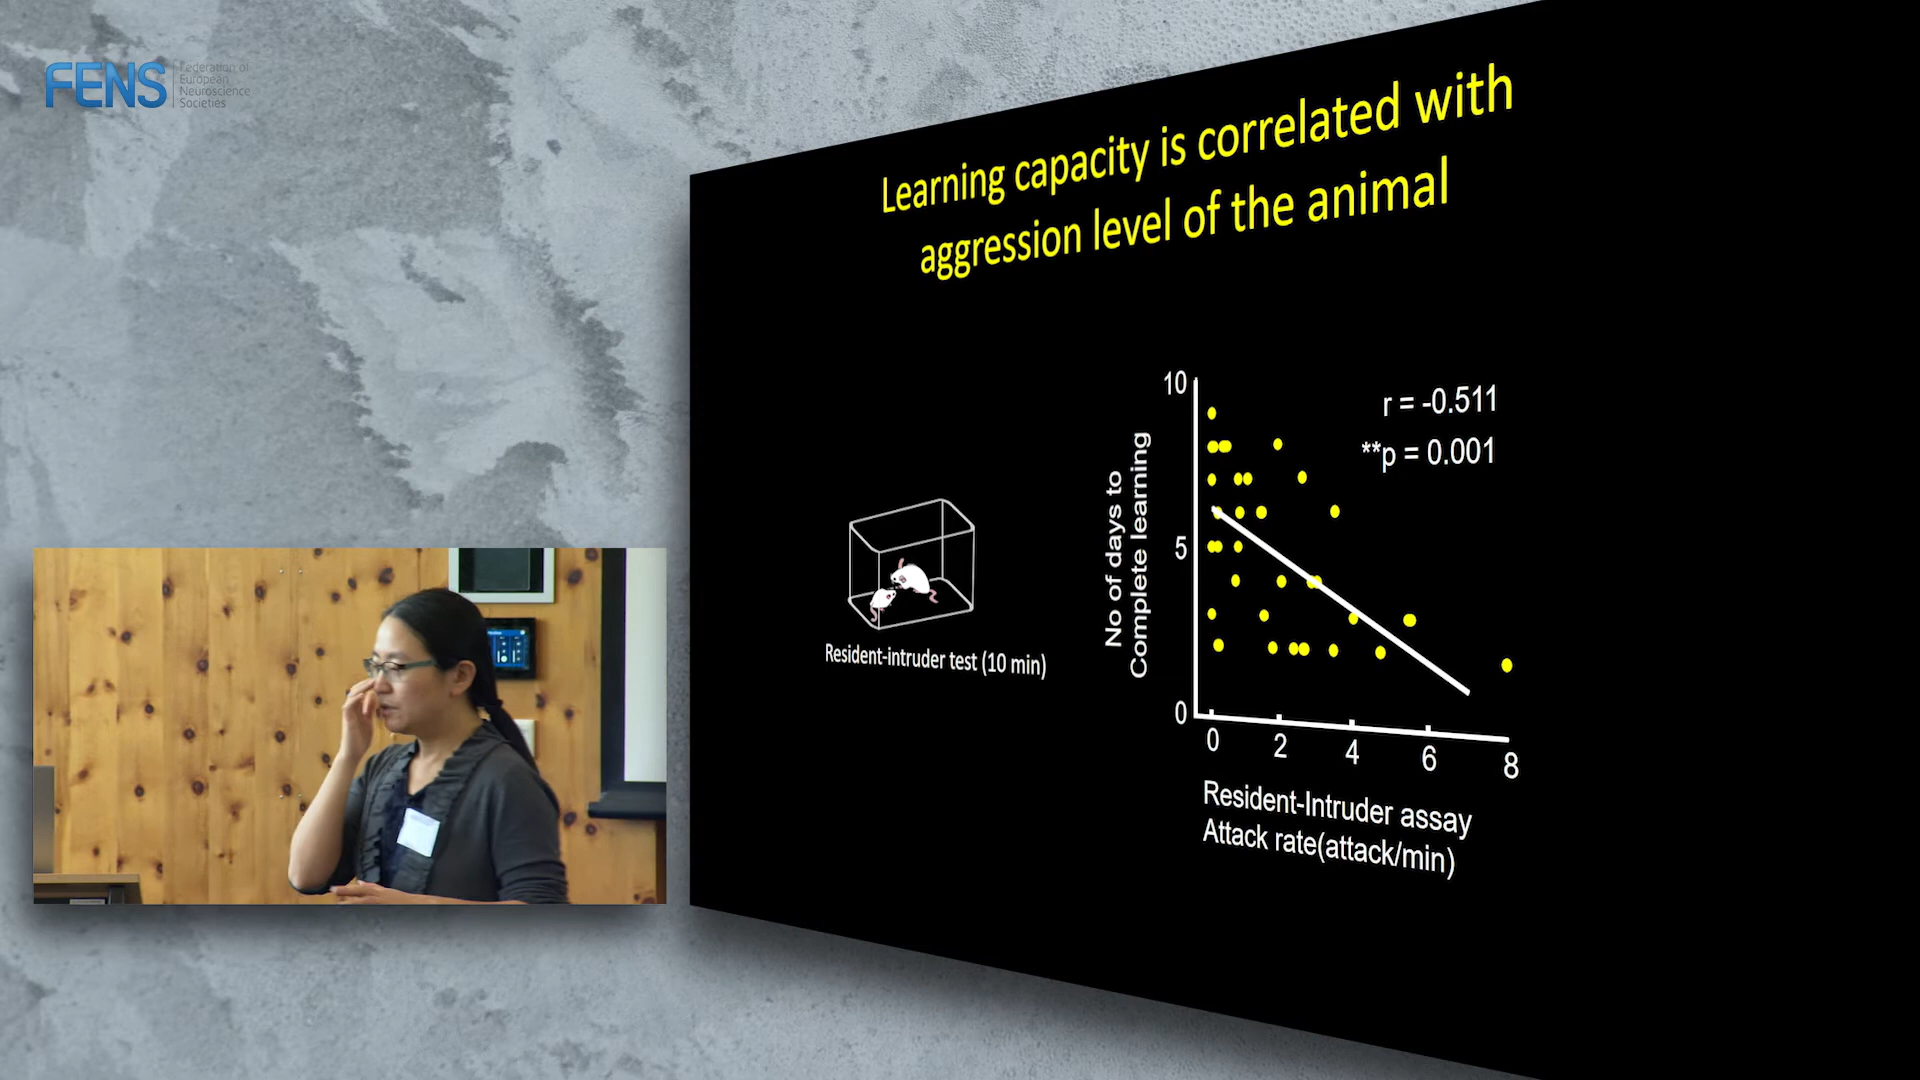 FENS
Federation of
European
Neuroscience
Societies
Learning capacity is correlated with
aggression level of the animal
Resident-intruder test (10 min)
No of days to
Complete learning
10
5
0
r = -0.511
**p = 0.001
0 2 4 6 8
Resident-Intruder assay
Attack rate(attack/min)